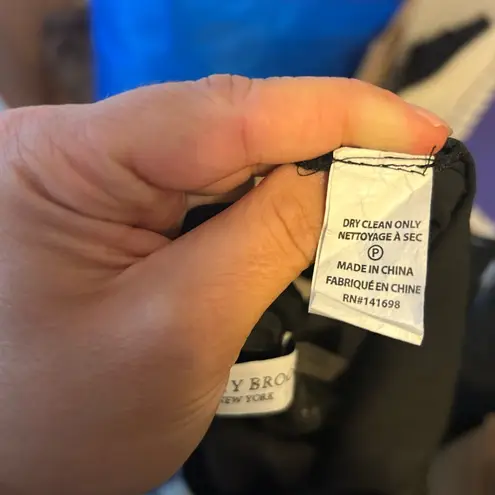 DRY CLEAN ONLY
NETTOYAGE À SEC
P
MADE IN CHINA
FABRIQUÉ EN CHINE
RN#141698
NEW YORK